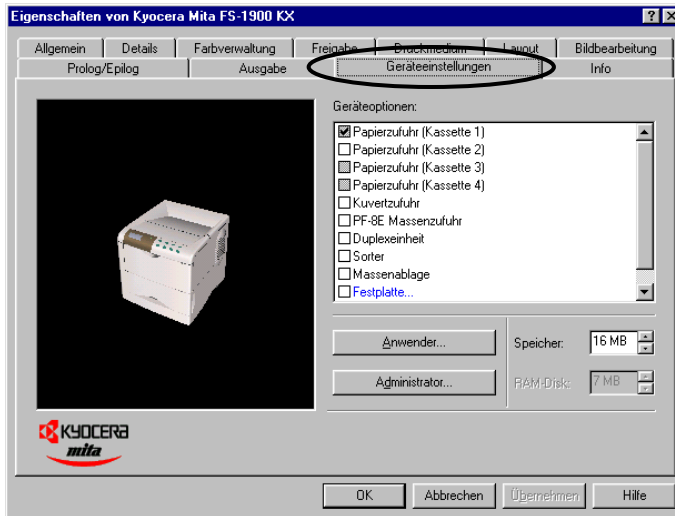 Eigenschaften von Kyocera Mita FS-1900 KX
Allgemein Details Farbverwaltung Freigabe Druckmedium Layout Bildbearbeitung
Prolog/Epilog Ausgabe Geräteeinstellungen Info
Geräteoptionen:
Papierzufuhr (Kassette 1)
Papierzufuhr (Kassette 2)
Papierzufuhr (Kassette 3)
Papierzufuhr (Kassette 4)
Kuvertzufuhr
PF-8E Massenzufuhr
Duplexeinheit
Sorter
Massenablage
Festplatte...
Anwender... Speicher: 16 MB
Administrator... RAM-Disk: 7 MB
KYOCERA
mita
OK Abbrechen Übernehmen Hilfe